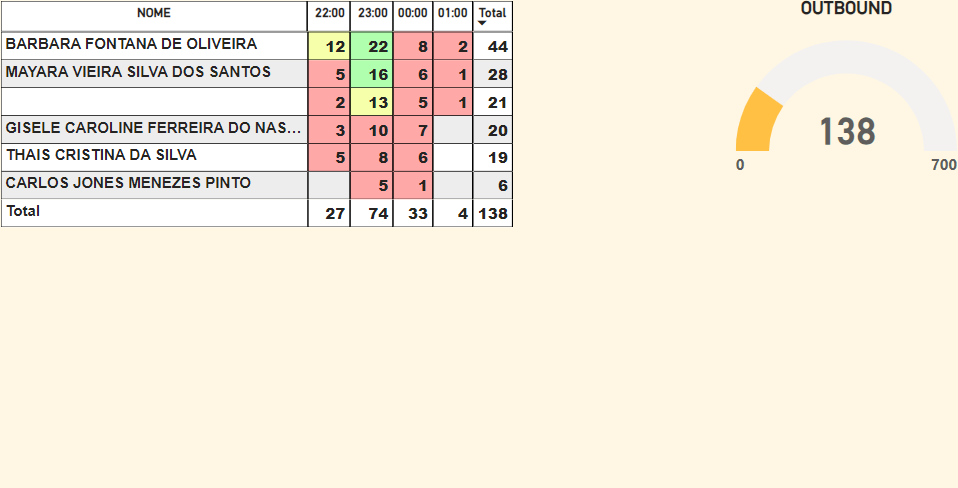 NOME 22:00 23:00 00:00 01:00 Total
BARBARA FONTANA DE OLIVEIRA 12 22 8 2 44
MAYARA VIEIRA SILVA DOS SANTOS 5 16 6 1 28
2 13 5 1 21
GISELE CAROLINE FERREIRA DO NAS... 3 10 7 20
THAIS CRISTINA DA SILVA 5 8 6 19
CARLOS JONES MENEZES PINTO 5 1 6
Total 27 74 33 4 138
OUTBOUND
138
0 700